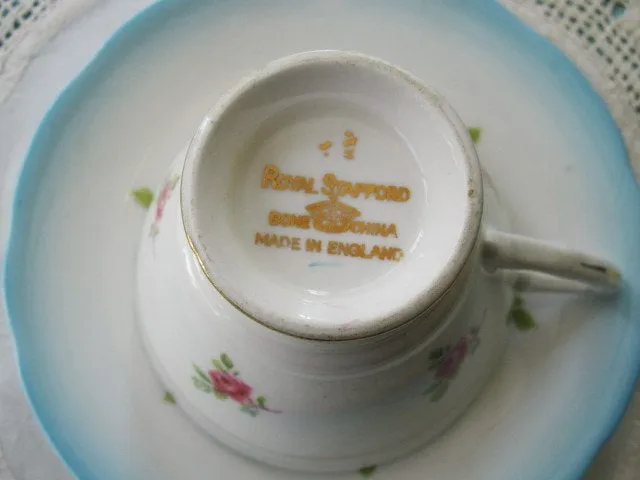 ROYAL STAFFORD
BONE CHINA
MADE IN ENGLAND